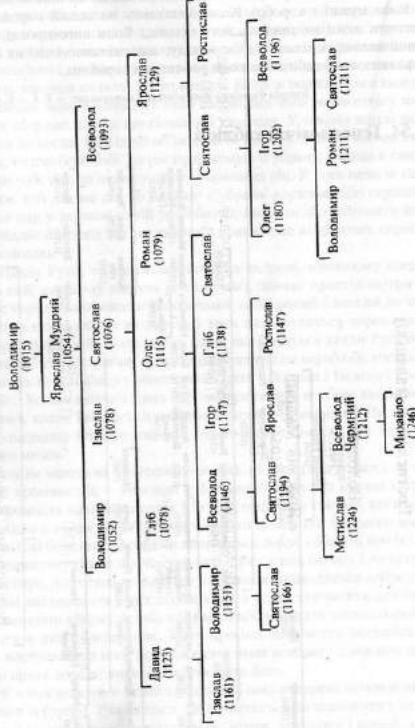 Володимир
(1015)
Ярослав Мудрий
(1054)
Володимир Ізяслав Святослав Всеволод
(1052) (1078) (1076) (1093)
Давид Гліб Олег Роман Ярослав
(1123) (1078) (1115) (1079) (1129)
Ізяслав Володимир Всеволод Ігор Гліб Святослав Святослав Ростислав
(1161) (1151) (1146) (1147) (1138)
Святослав Святослав Ярослав Ростислав Олег Ігор Всеволод
(1166) (1194) (1147) (1180) (1202) (1196)
Мстислав Всеволод Володимир Роман Святослав
(1224) Чермний (1211) (1211)
(1212)
Михайло
(1246)